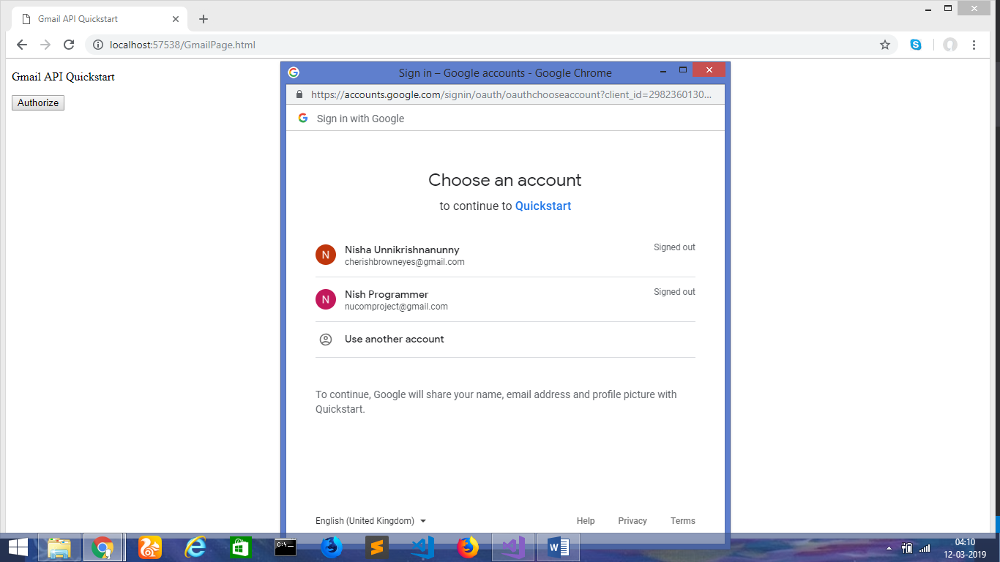 Gmail API Quickstart
localhost:57538/GmailPage.html
Gmail API Quickstart
Authorize
Sign in – Google accounts - Google Chrome
https://accounts.google.com/signin/oauth/oauthchooseaccount?client_id=2982360130...
Sign in with Google
Choose an account
to continue to Quickstart
N
Nisha Unnikrishnanunny
Signed out
cherishbrowneyes@gmail.com
N
Nish Programmer
Signed out
nucomproject@gmail.com
Use another account
To continue, Google will share your name, email address and profile picture with
Quickstart.
English (United Kingdom)
Help
Privacy
Terms
04:10
12-03-2019